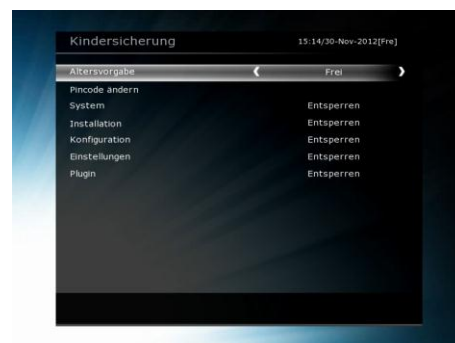 Kindersicherung 15:14/30-Nov-2012[Fre]
Altersvorgabe Frei
Pincode ändern
System Entsperren
Installation Entsperren
Konfiguration Entsperren
Einstellungen Entsperren
Plugin Entsperren